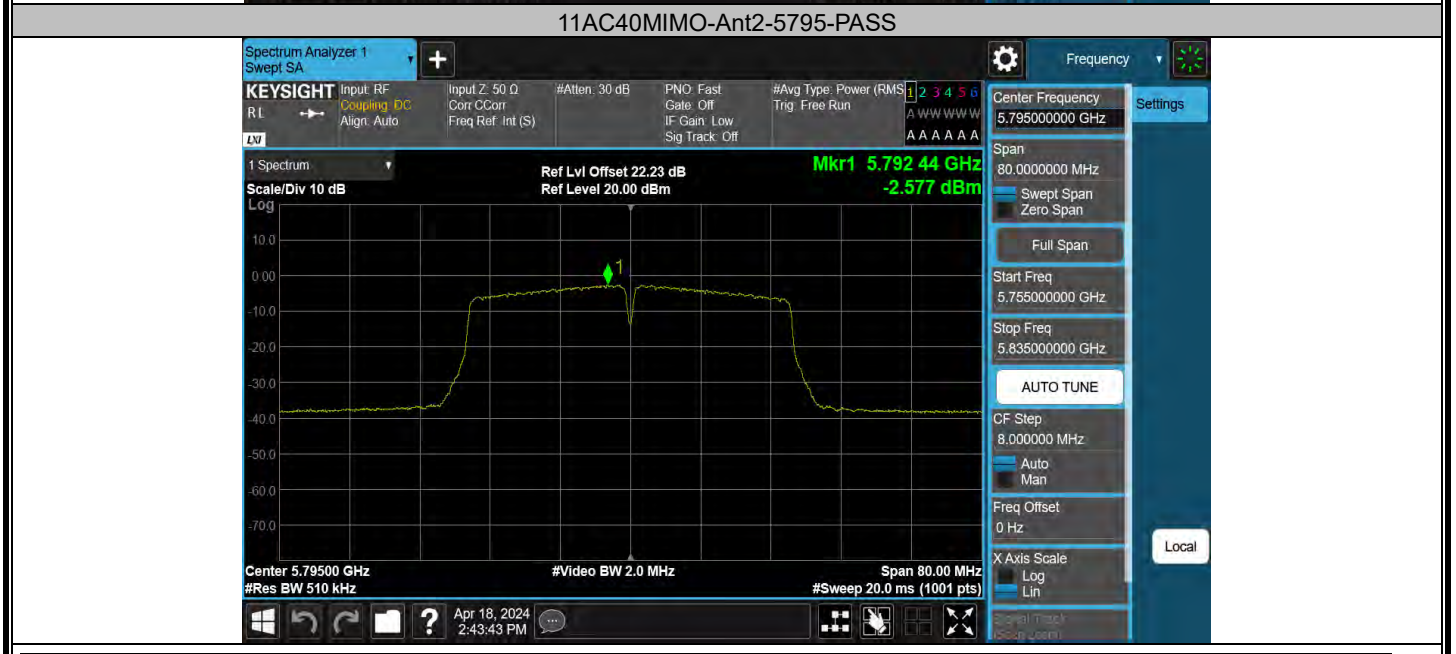 11AC40MIMO-Ant2-5795-PASS
Spectrum Analyzer 1
Swept SA
Frequency
KEYSIGHT
RL
LXI
Input: RF
Coupling: DC
Align: Auto
Input Z: 50 Ω
Corr CCorr
Freq Ref: Int (S)
#Atten: 30 dB
PNO: Fast
Gate: Off
IF Gain: Low
Sig Track: Off
#Avg Type: Power (RMS
Trig: Free Run
1 2 3 4 5 6
A W W W W W
A A A A A A
Center Frequency
5.795000000 GHz
Settings
1 Spectrum
Scale/Div 10 dB
Log
Ref Lvl Offset 22.23 dB
Ref Level 20.00 dBm
Mkr1 5.792 44 GHz
-2.577 dBm
Span
80.0000000 MHz
Swept Span
Zero Span
Full Span
Start Freq
5.755000000 GHz
Stop Freq
5.835000000 GHz
AUTO TUNE
CF Step
8.000000 MHz
Auto
Man
Freq Offset
0 Hz
X Axis Scale
Log
Lin
Signal Track
(Span Zoom)
Local
10.0
0.00
-10.0
-20.0
-30.0
-40.0
-50.0
-60.0
-70.0
1
Center 5.79500 GHz
#Res BW 510 kHz
#Video BW 2.0 MHz
Span 80.00 MHz
#Sweep 20.0 ms (1001 pts)
Apr 18, 2024
2:43:43 PM